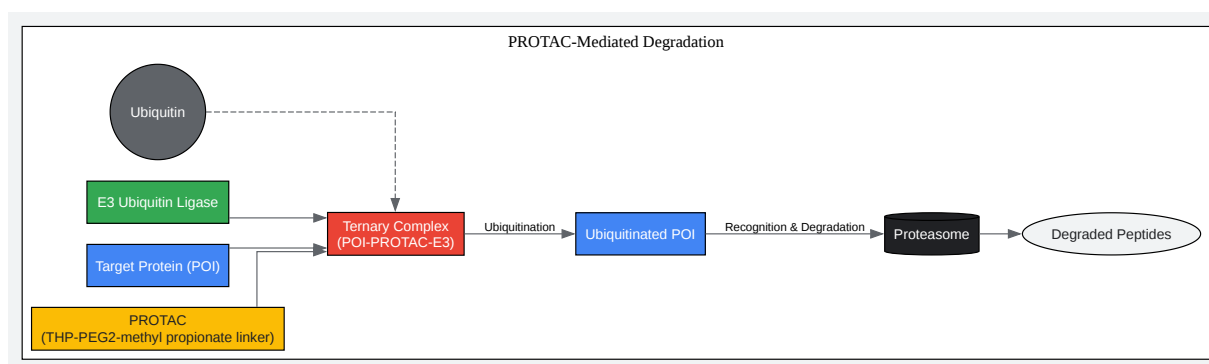 PROTAC-Mediated Degradation
Ubiquitin
E3 Ubiquitin Ligase
Target Protein (POI)
PROTAC
(THP-PEG2-methyl propionate linker)
Ternary Complex
(POI-PROTAC-E3)
Ubiquitination
Ubiquitinated POI
Recognition & Degradation
Proteasome
Degraded Peptides